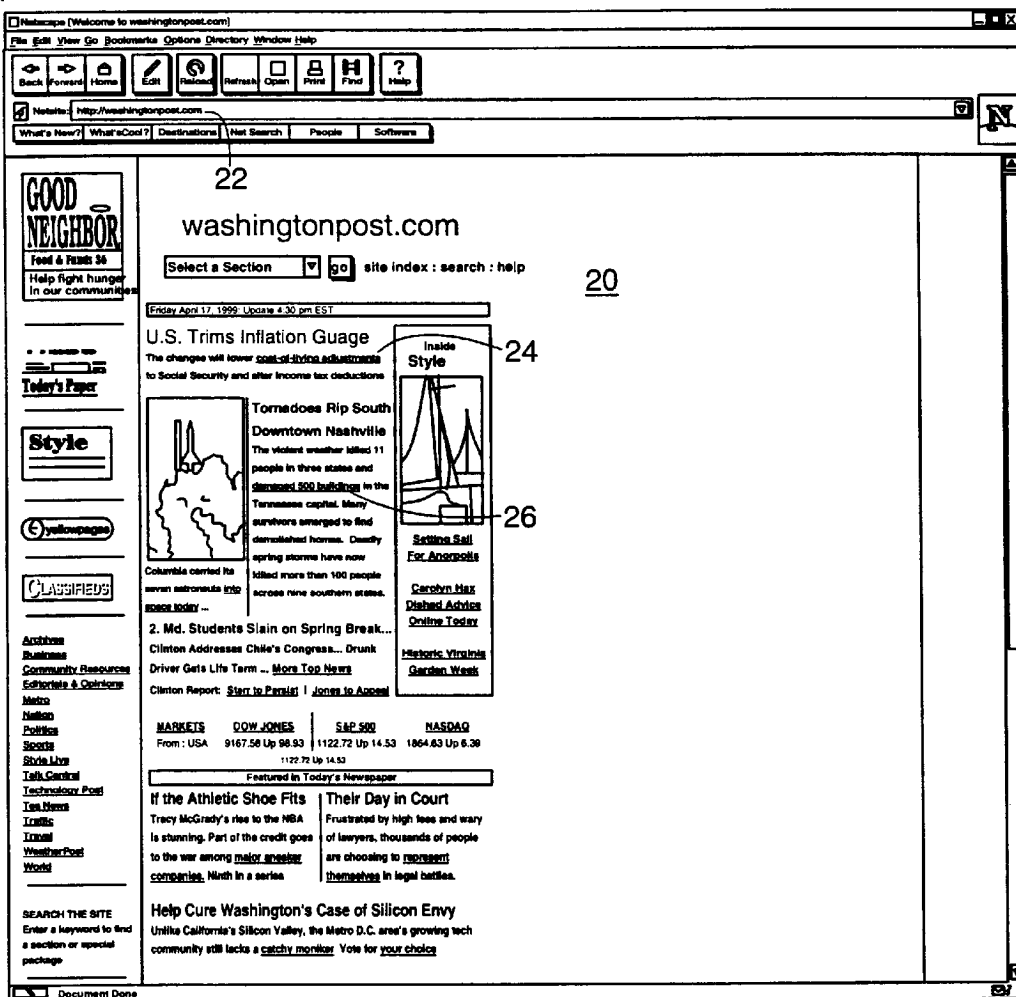 Netscape [Welcome to washingtonpost.com]
File Edit View Go Bookmarks Options Directory Window Help
Back Forward Home Edit Reload Refresh Open Print Find Help
Netsite: http://washingtonpost.com
What's New? What'sCool? Destinations Net Search People Software
N
22
GOOD
NEIGHBOR
Food & Funds 36
Help fight hunger
In our communities
Today's Paper
Style
yellowpages
CLASSIFIEDS
Archives
Business
Community Resources
Editorials & Opinions
Metro
Nation
Politics
Sports
Style Live
Talk Central
Technology Post
Tee News
Traffic
Travel
WeatherPost
World
SEARCH THE SITE
Enter a keyword to find
a section or special
package
washingtonpost.com
Select a Section go site index : search : help
20
Friday April 17, 1999: Update 4:30 pm EST
U.S. Trims Inflation Guage
The changes will lower cost-of-living adjustments
to Social Security and alter income tax deductions
24
Columbia carried its
seven astronauts into
space today ...
Tornadoes Rip South
Downtown Nashville
The violent weather killed 11
people in three states and
damaged 500 buildings in the
Tennessee capital. Many
survivors emerged to find
demolished homes. Deadly
spring storms have now
killed more than 100 people
across nine southern states.
26
Inside
Style
Setting Sail
For Anorpolis
Carolyn Hax
Dished Advice
Online Today
Historic Virginia
Garden Week
2. Md. Students Slain on Spring Break...
Clinton Addresses Chile's Congress... Drunk
Driver Gets Life Term ... More Top News
Clinton Report: Starr to Persist | Jones to Appeal
MARKETS DOW JONES S&P 500 NASDAQ
From : USA 9167.58 Up 98.93 1122.72 Up 14.53 1864.63 Up 6.39
1122.72 Up 14.53
Featured in Today's Newspaper
If the Athletic Shoe Fits
Tracy McGrady's rise to the NBA
is stunning. Part of the credit goes
to the war among major sneaker
companies. Ninth in a series
Their Day in Court
Frustrated by high fees and wary
of lawyers, thousands of people
are choosing to represent
themselves in legal battles.
Help Cure Washington's Case of Silicon Envy
Unlike California's Silicon Valley, the Metro D.C. area's growing tech
community still lacks a catchy moniker Vote for your choice
Document Done